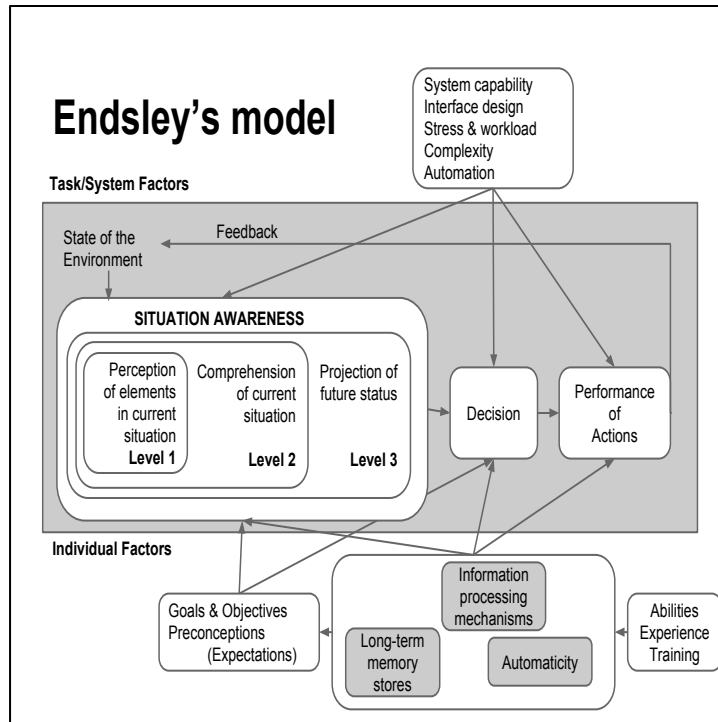 System capability
Interface design
Stress & workload
Complexity
Automation
Endsley's model
Task/System Factors
State of the
Environment
Feedback
SITUATION AWARENESS
Perception
of elements
in current
situation
Level 1
Comprehension
of current
situation
Level 2
Projection of
future status
Level 3
Decision
Performance
of
Actions
Individual Factors
Goals & Objectives
Preconceptions
(Expectations)
Information
processing
mechanisms
Long-term
memory
stores
Automaticity
Abilities
Experience
Training